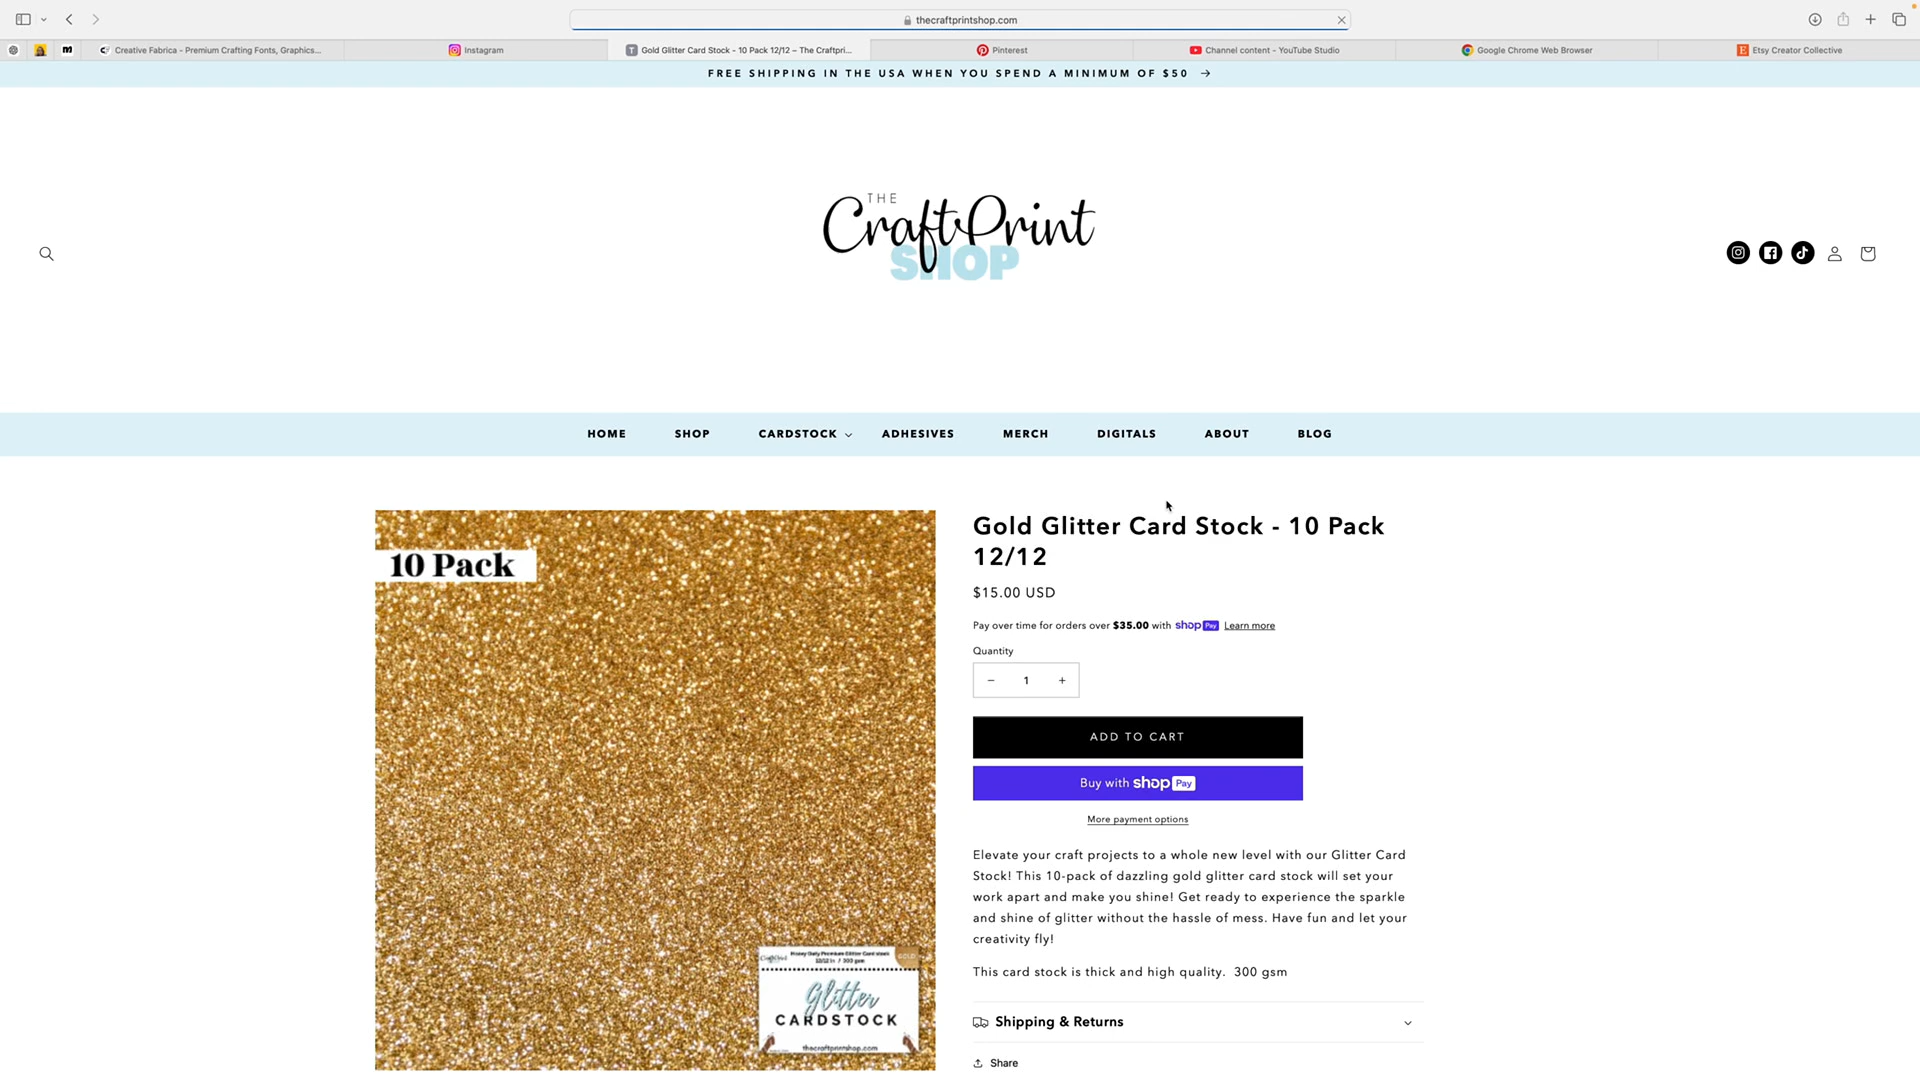 thecraftprintshop.com
Creative Fabrica - Premium Crafting Fonts, Graphics...
Instagram
Gold Glitter Card Stock - 10 Pack 12/12 – The Craftpri...
Pinterest
Channel content - YouTube Studio
Google Chrome Web Browser
Etsy Creator Collective
FREE SHIPPING IN THE USA WHEN YOU SPEND A MINIMUM OF $50 →
THE
CraftPrint
SHOP
HOME
SHOP
CARDSTOCK
ADHESIVES
MERCH
DIGITALS
ABOUT
BLOG
10 Pack
GOLD
Glitter
CARDSTOCK
thecraftprintshop.com
Gold Glitter Card Stock - 10 Pack
12/12
$15.00 USD
Pay over time for orders over $35.00 with shop Pay Learn more
Quantity
− 1 +
ADD TO CART
Buy with shop Pay
More payment options
Elevate your craft projects to a whole new level with our Glitter Card
Stock! This 10-pack of dazzling gold glitter card stock will set your
work apart and make you shine! Get ready to experience the sparkle
and shine of glitter without the hassle of mess. Have fun and let your
creativity fly!
This card stock is thick and high quality. 300 gsm
Shipping & Returns
Share